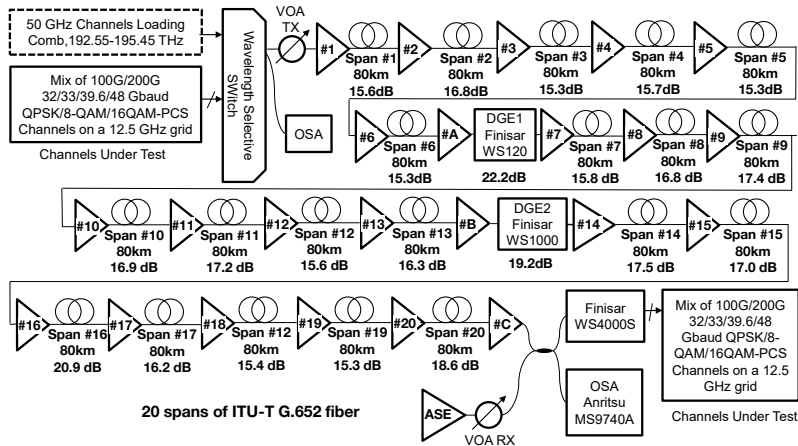 50 GHz Channels Loading
Comb,192.55-195.45 THz
Mix of 100G/200G
32/33/39.6/48 Gbaud
QPSK/8-QAM/16QAM-PCS
Channels on a 12.5 GHz grid
Channels Under Test
Wavelength Selective
SWitch
OSA
VOA
TX
#1
Span #1
80km
15.6dB
#2
Span #2
80km
16.8dB
#3
Span #3
80km
15.3dB
#4
Span #4
80km
15.7dB
#5
Span #5
80km
15.3dB
#6
Span #6
80km
15.3dB
#A
DGE1
Finisar
WS120
22.2dB
#7
Span #7
80km
15.8 dB
#8
Span #8
80km
16.8 dB
#9
Span #9
80km
17.4 dB
#10
Span #10
80km
16.9 dB
#11
Span #11
80km
17.2 dB
#12
Span #12
80km
15.6 dB
#13
Span #13
80km
16.3 dB
#B
DGE2
Finisar
WS1000
19.2dB
#14
Span #14
80km
17.5 dB
#15
Span #15
80km
17.0 dB
#16
Span #16
80km
20.9 dB
#17
Span #17
80km
16.2 dB
#18
Span #12
80km
15.4 dB
#19
Span #19
80km
15.3 dB
#20
Span #20
80km
18.6 dB
#C
Finisar
WS4000S
Mix of 100G/200G
32/33/39.6/48
Gbaud QPSK/8-
QAM/16QAM-PCS
Channels on a 12.5
GHz grid
Channels Under Test
OSA
Anritsu
MS9740A
ASE
VOA RX
20 spans of ITU-T G.652 fiber